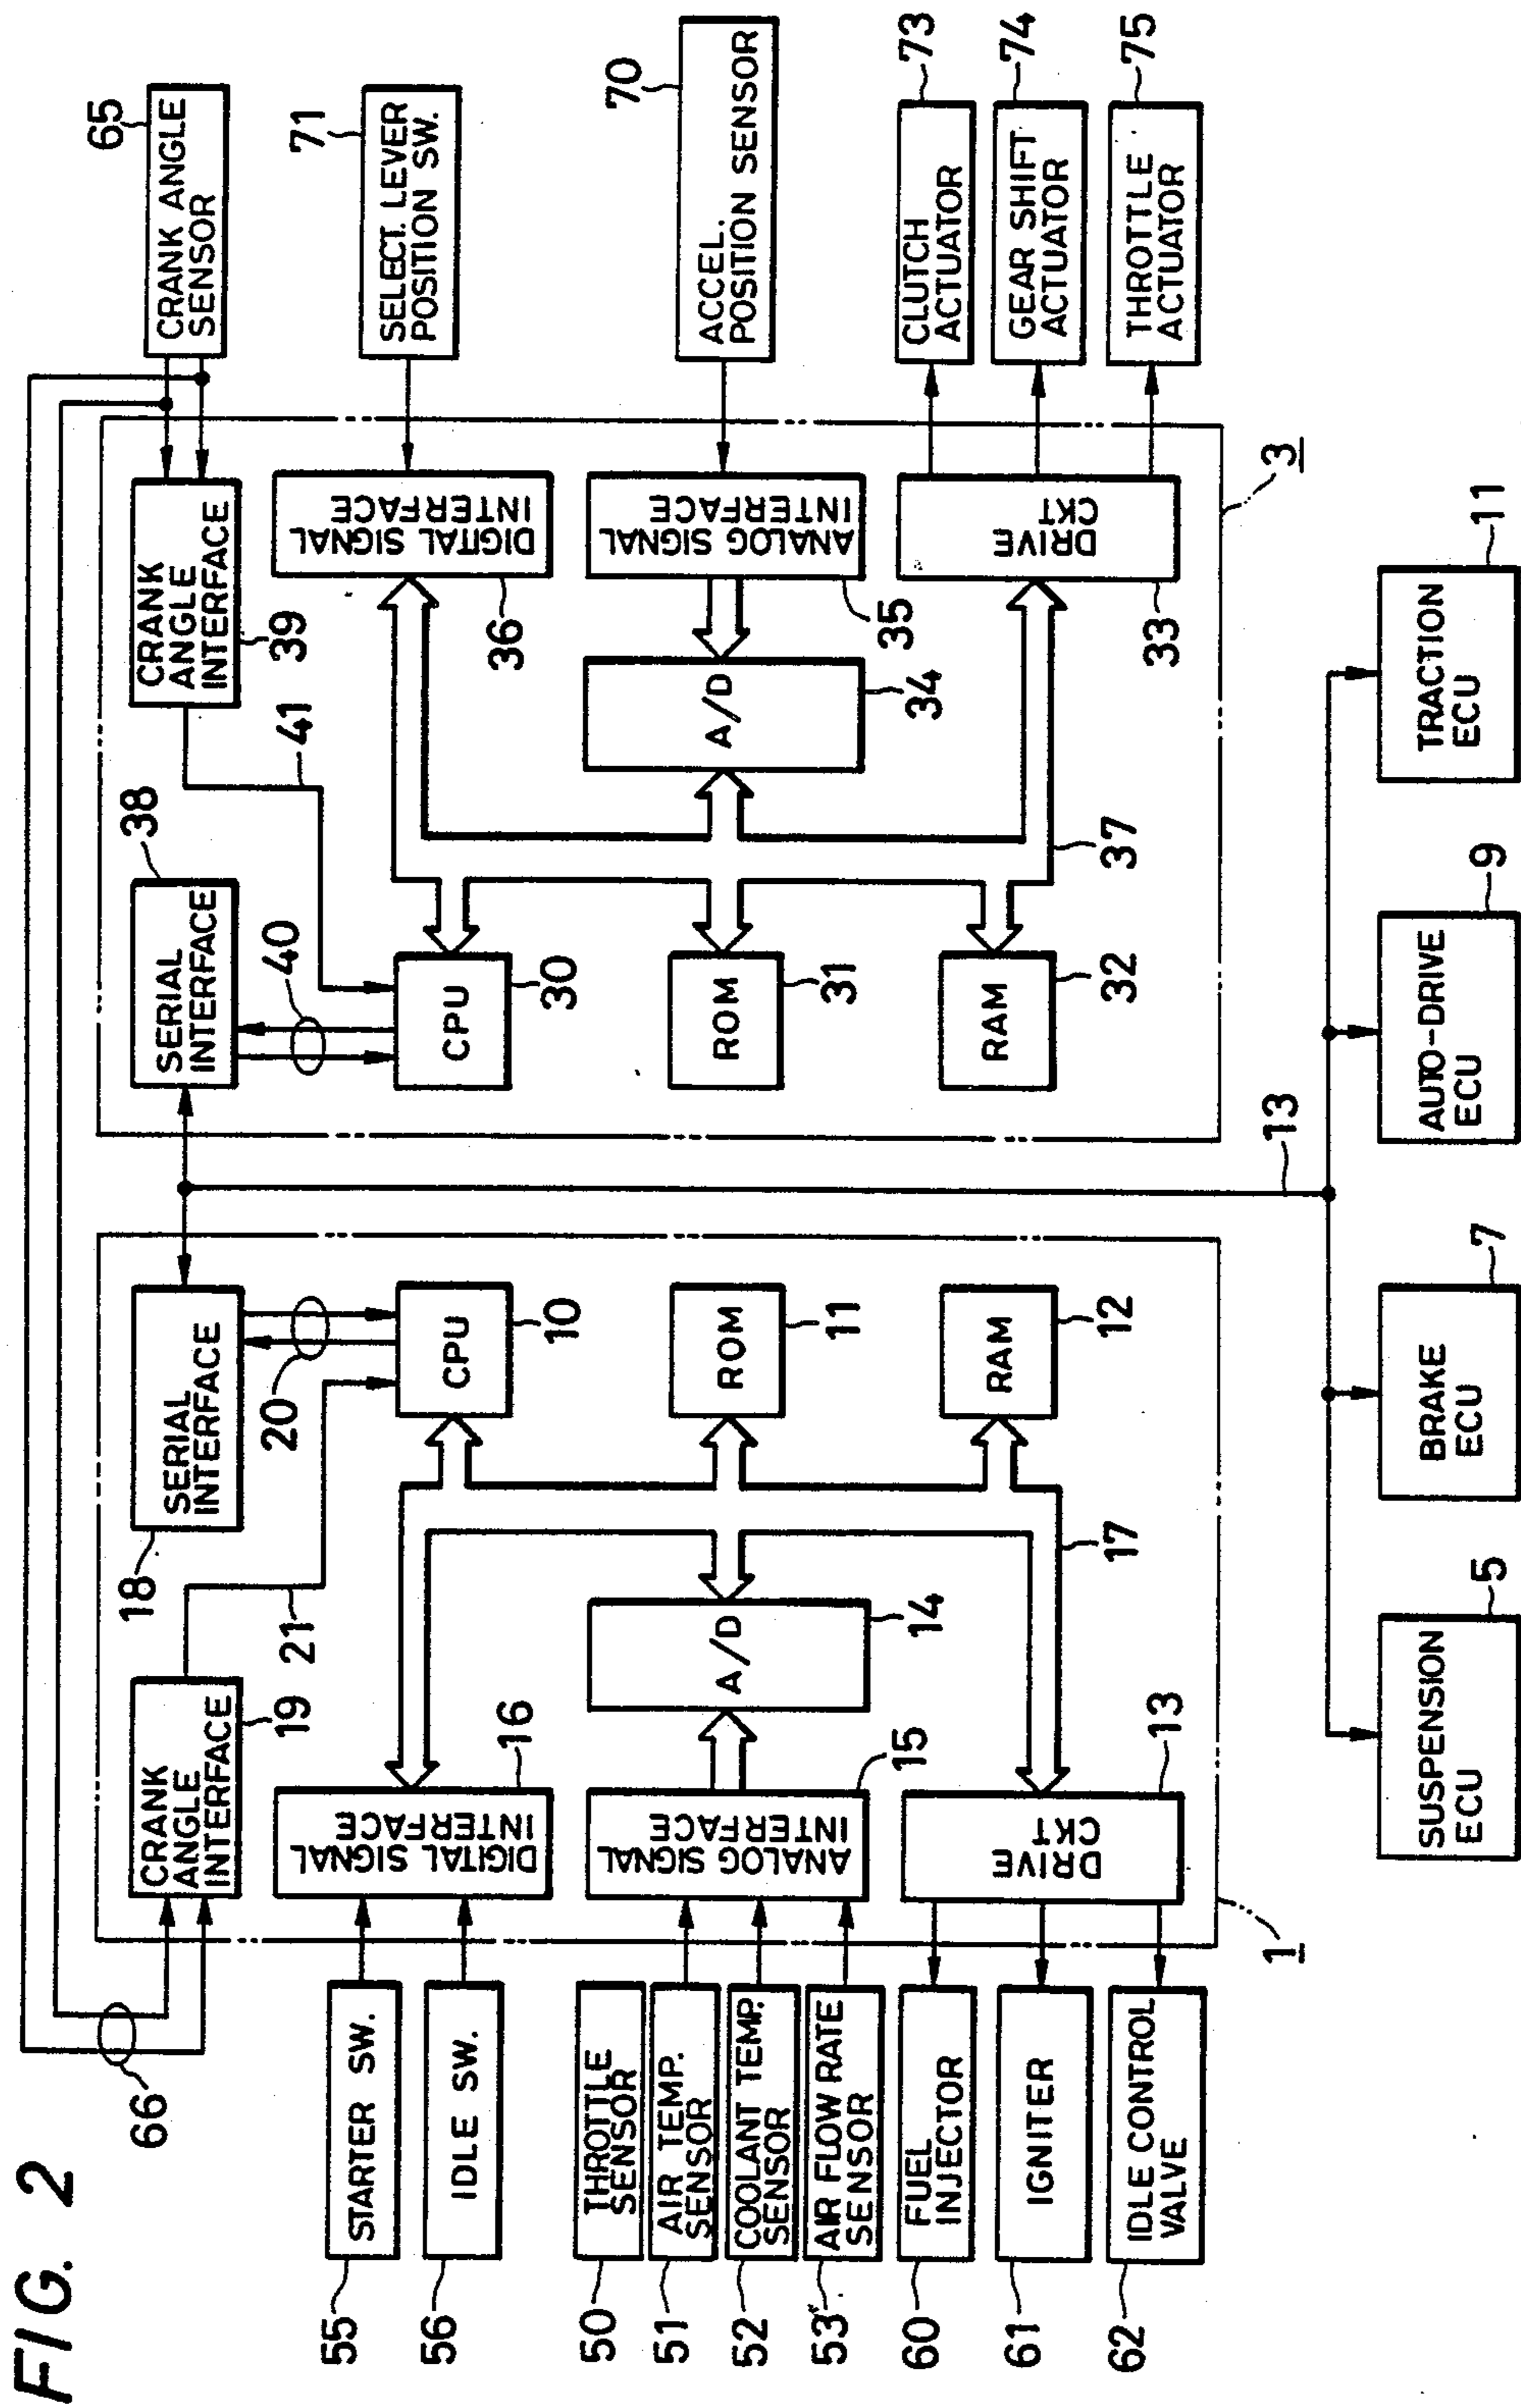 FIG. 2
66
65
CRANK ANGLE
SENSOR
CRANK
ANGLE
INTERFACE
19
18
SERIAL
INTERFACE
SERIAL
INTERFACE
38
CRANK
ANGLE
INTERFACE
39
21
20
40
41
55
STARTER SW.
56
IDLE SW.
DIGITAL SIGNAL
INTERFACE
16
CPU
10
CPU
30
DIGITAL SIGNAL
INTERFACE
36
71
SELECT. LEVER
POSITION SW.
50
THROTTLE
SENSOR
51
AIR TEMP.
SENSOR
52
COOLANT TEMP.
SENSOR
53
AIR FLOW RATE
SENSOR
ANALOG SIGNAL
INTERFACE
15
A/D
14
ROM
11
ROM
31
A/D
34
ANALOG SIGNAL
INTERFACE
35
70
ACCEL.
POSITION SENSOR
60
FUEL
INJECTOR
61
IGNITER
62
IDLE CONTROL
VALVE
DRIVE
CKT
13
17
RAM
12
RAM
32
37
DRIVE
CKT
33
CLUTCH
ACTUATOR
73
GEAR SHIFT
ACTUATOR
74
THROTTLE
ACTUATOR
75
1
13
3
SUSPENSION
ECU
5
BRAKE
ECU
7
AUTO-DRIVE
ECU
9
TRACTION
ECU
11